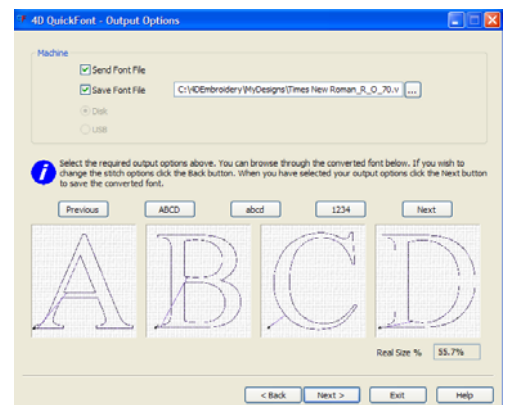 4D QuickFont - Output Options
Machine
Send Font File
Save Font File C:\4DEmbroidery\MyDesigns\Times New Roman_R_O_70.v ...
Disk
USB
Select the required output options above. You can browse through the converted font below. If you wish to
change the stitch options click the Back button. When you have selected your output options click the Next button
to save the converted font.
Previous ABCD abcd 1234 Next
A B C D
Real Size % 55.7%
< Back Next > Exit Help